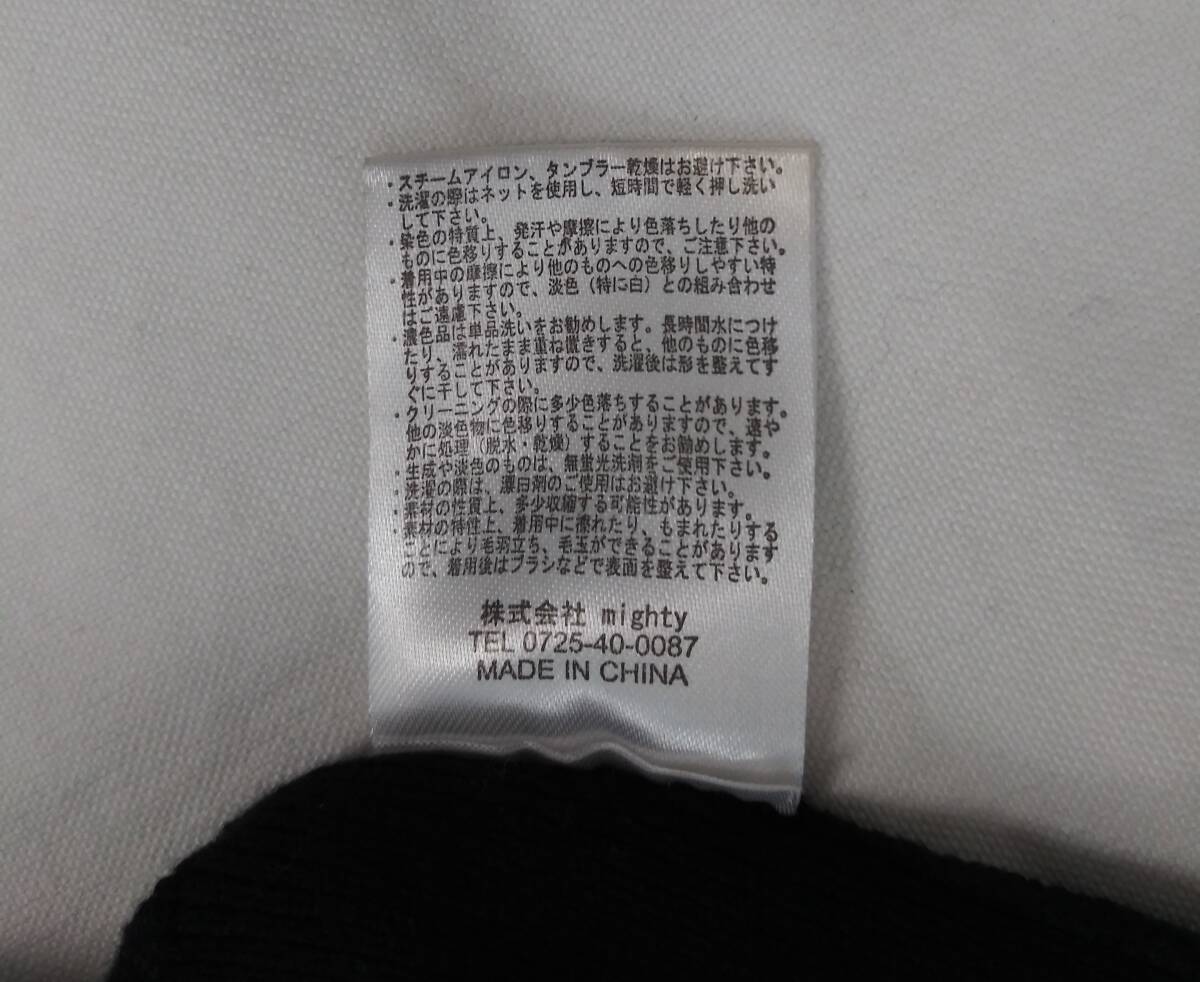 ・スチームアイロン、タンブラー乾燥はお避け下さい。
・洗濯の際はネットを使用し、短時間で軽く押し洗い
して下さい。
・染色の特質上、発汗や摩擦により色落ちしたり他の
ものに色移りすることがありますので、ご注意下さい。
・着用中の摩擦により他のものへの色移りしやすい特
性がありますので、淡色（特に白）との組み合わせ
はご遠慮下さい。
・濃色品は単品洗いをお勧めします。長時間水につけ
たり、濡れたまま重ね置きすると、他のものに色移
りすることがありますので、洗濯後は形を整えてす
ぐに干して下さい。
・クリーニングの際に多少色落ちすることがあります。
他の淡色物に色移りすることがありますので、速や
かに処理（脱水・乾燥）することをお勧めします。
・生成や淡色のものは、無蛍光洗剤をご使用下さい。
・洗濯の際は、漂白剤のご使用はお避け下さい。
・素材の性質上、多少収縮する可能性があります。
・素材の特性上、着用中に擦れたり、もまれたりする
ことにより毛羽立ち、毛玉ができることがあります
ので、着用後はブラシなどで表面を整えて下さい。
株式会社 mighty
TEL 0725-40-0087
MADE IN CHINA